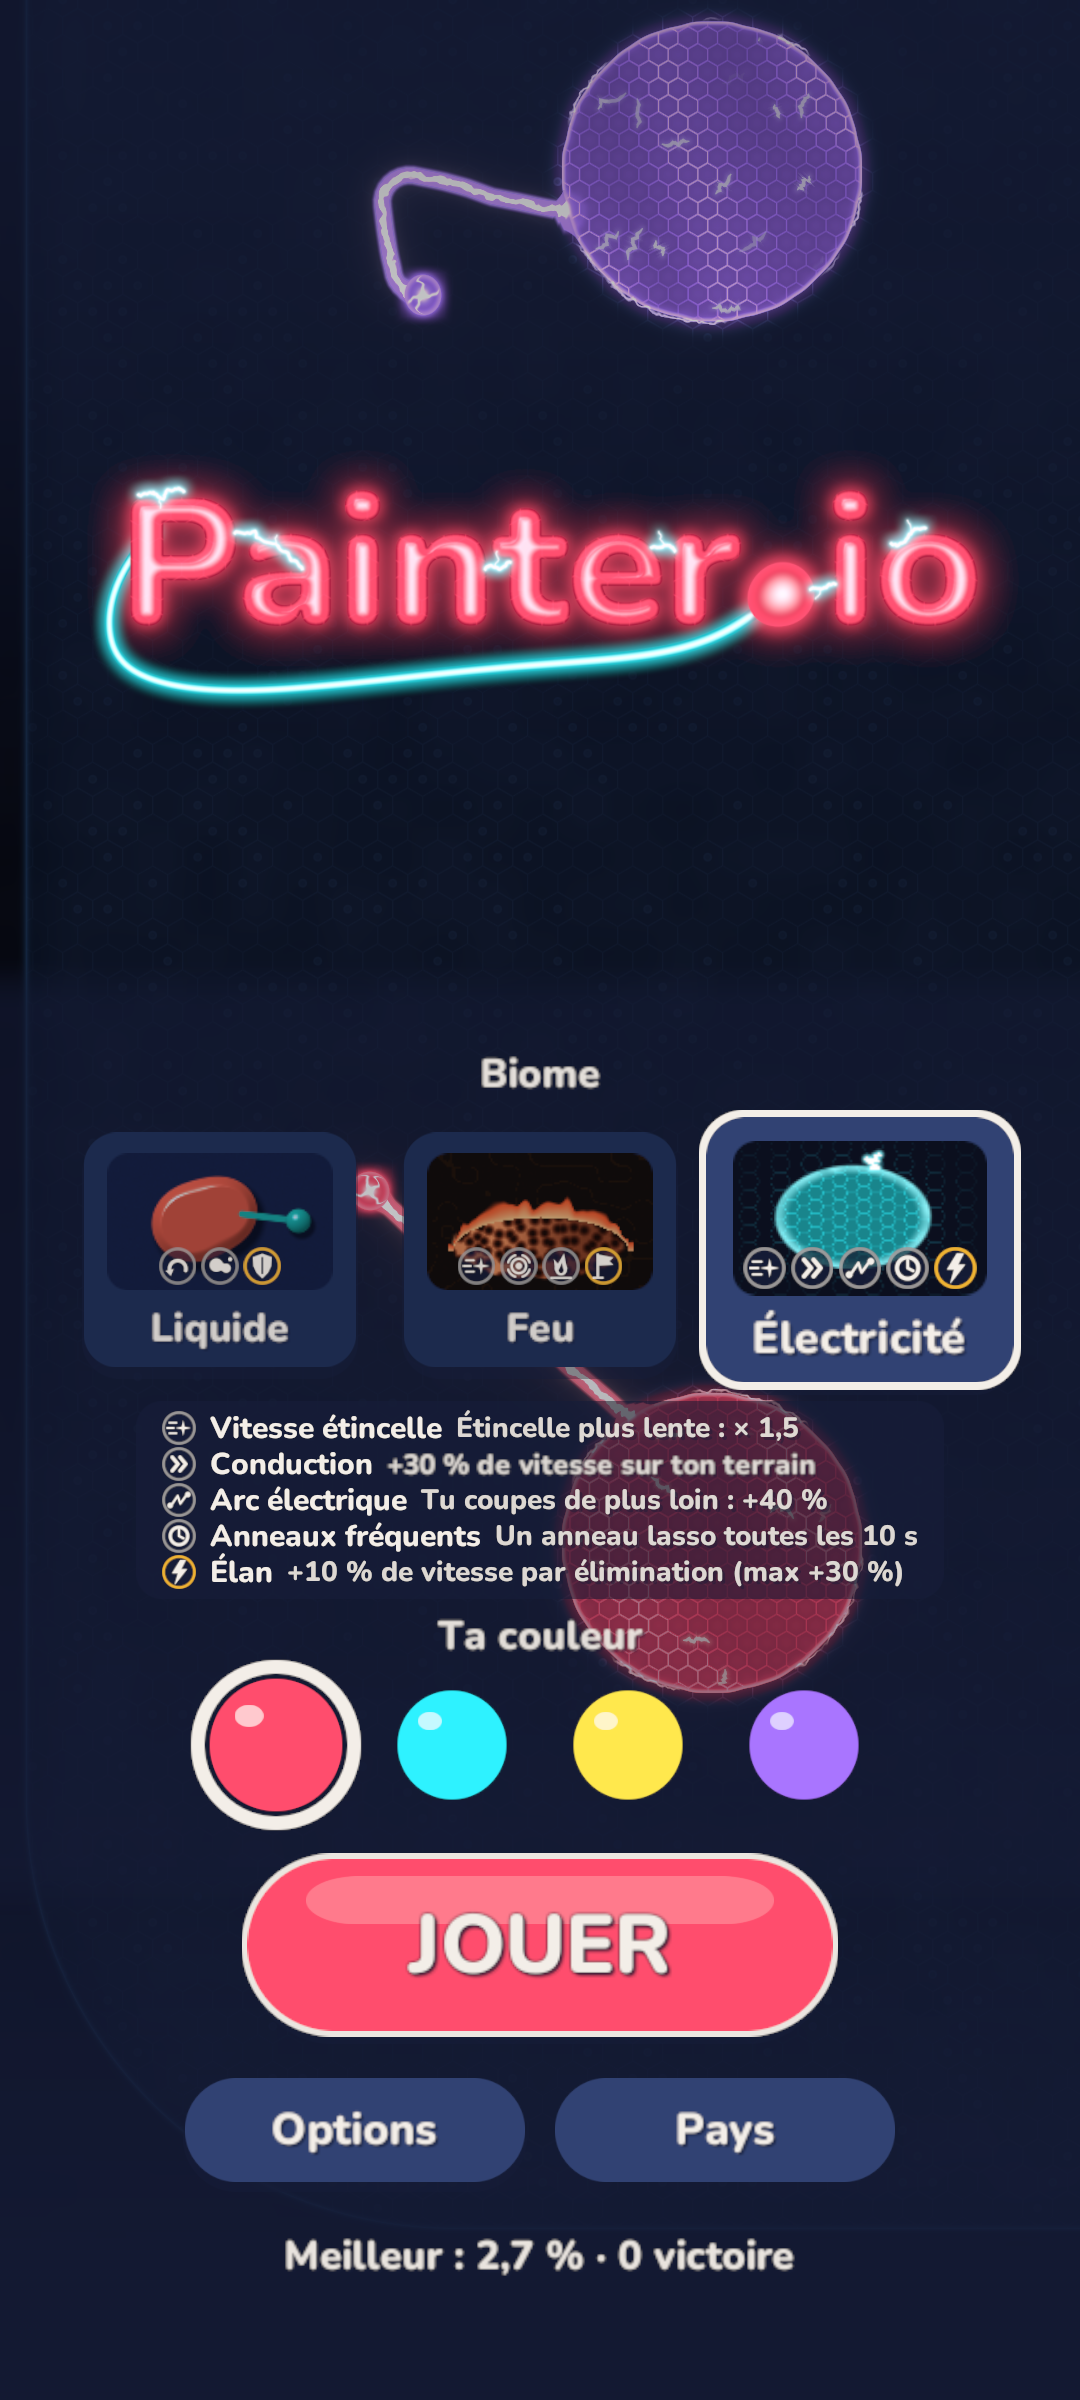 Painter.io
Biome
Liquide
Feu
Électricité
Vitesse étincelle Étincelle plus lente : × 1,5
Conduction +30 % de vitesse sur ton terrain
Arc électrique Tu coupes de plus loin : +40 %
Anneaux fréquents Un anneau lasso toutes les 10 s
Élan +10 % de vitesse par élimination (max +30 %)
Ta couleur
JOUER
Options
Pays
Meilleur : 2,7 % · 0 victoire